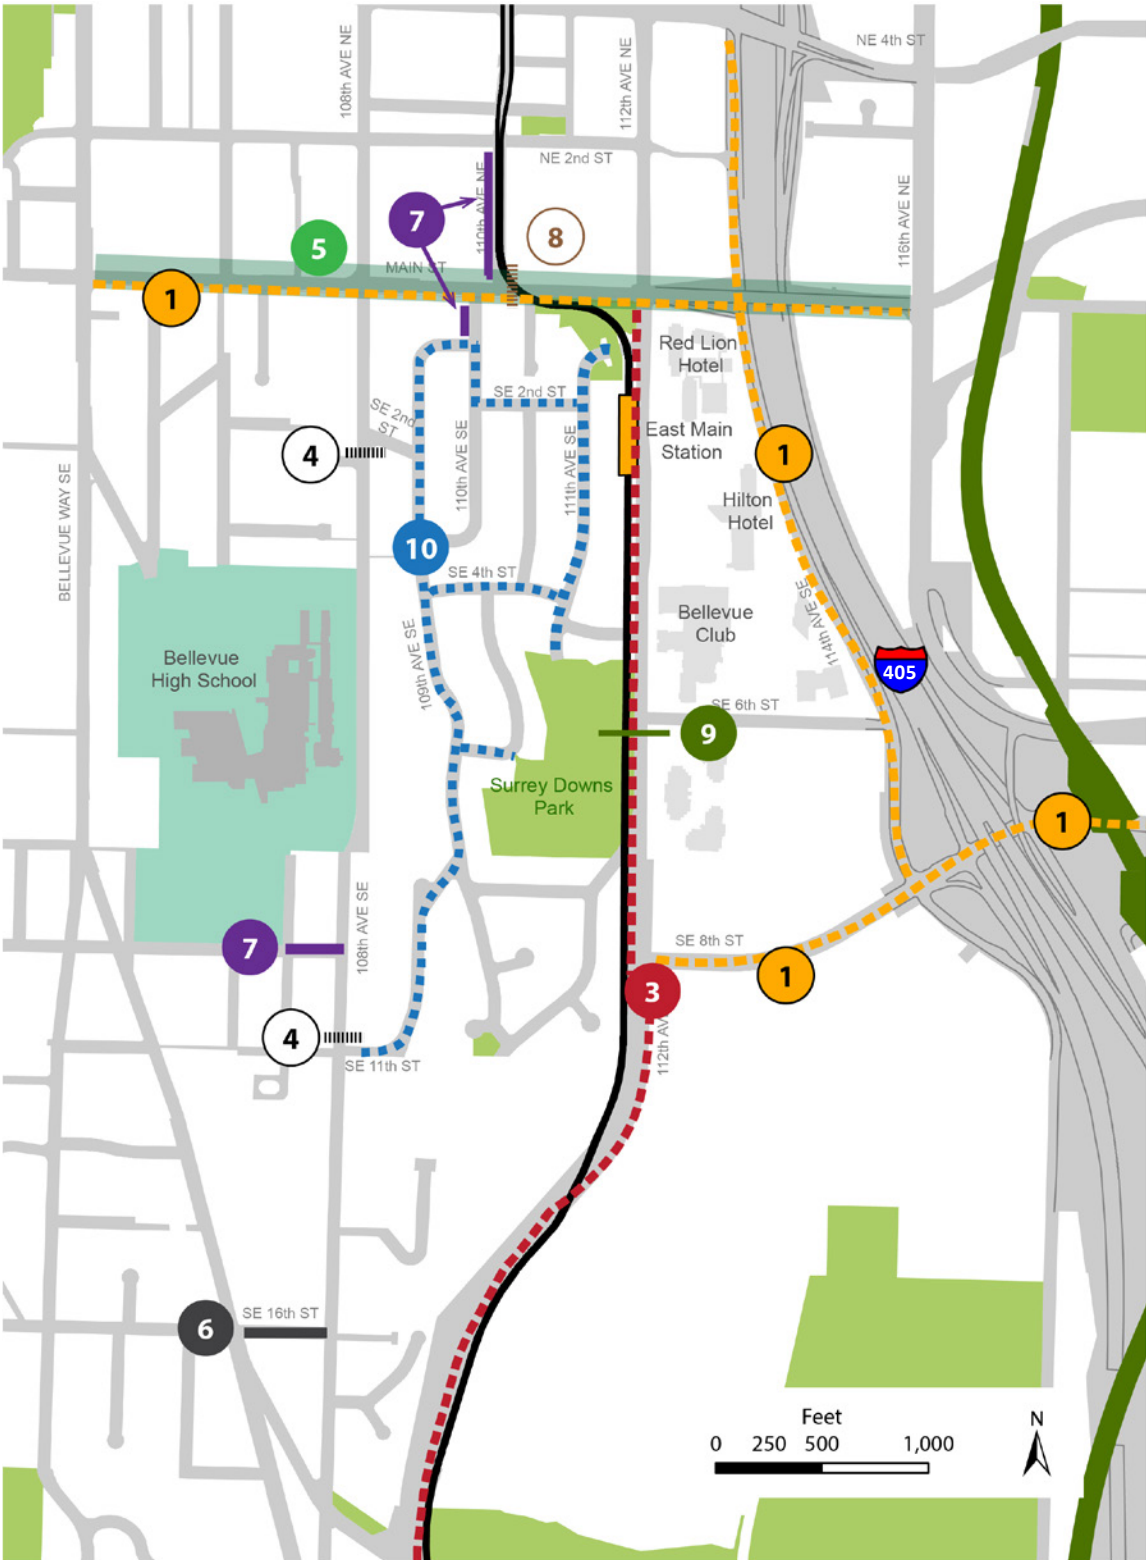 NE 4th ST
108th AVE NE
112th AVE NE
NE 2nd ST
110th AVE NE
116th AVE NE
7
8
5
MAIN ST
1
Red Lion
Hotel
SE 2nd ST
SE 2nd
ST
East Main
Station
4
1
110th AVE SE
111th AVE SE
BELLEVUE WAY SE
Hilton
Hotel
10
SE 4th ST
Bellevue
Club
114th AVE SE
Bellevue
High School
109th AVE SE
405
SE 6th ST
9
Surrey Downs
Park
1
108th AVE SE
7
SE 8th ST
1
3
4
112th AV
SE 11th ST
SE 16th ST
6
Feet
0 250 500 1,000
N